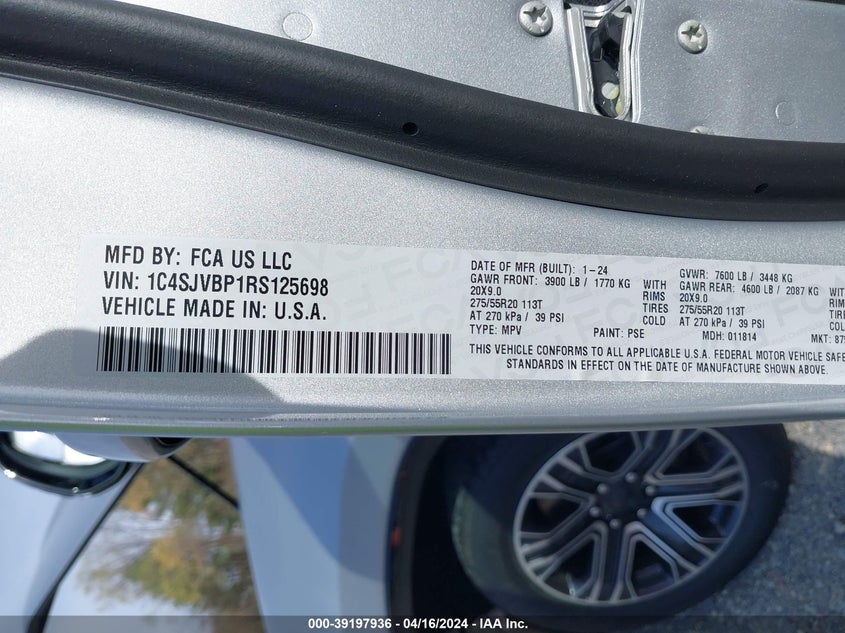 MFD BY: FCA US LLC
VIN: 1C4SJVBP1RS125698
VEHICLE MADE IN: U.S.A.
DATE OF MFR (BUILT): 1-24 GVWR: 7600 LB / 3448 KG
GAWR FRONT: 3900 LB / 1770 KG WITH GAWR REAR: 4600 LB / 2087 KG WITH
20X9.0 RIMS 20X9.0 RIMS
275/55R20 113T TIRES 275/55R20 113T TIRES
AT 270 kPa / 39 PSI COLD AT 270 kPa / 39 PSI COLD
TYPE: MPV PAINT: PSE MDH: 011814 MKT:
THIS VEHICLE CONFORMS TO ALL APPLICABLE U.S.A. FEDERAL MOTOR VEHICLE SAFE
STANDARDS IN EFFECT ON THE DATE OF MANUFACTURE SHOWN ABOVE.
000-39197936 - 04/16/2024 - IAA Inc.